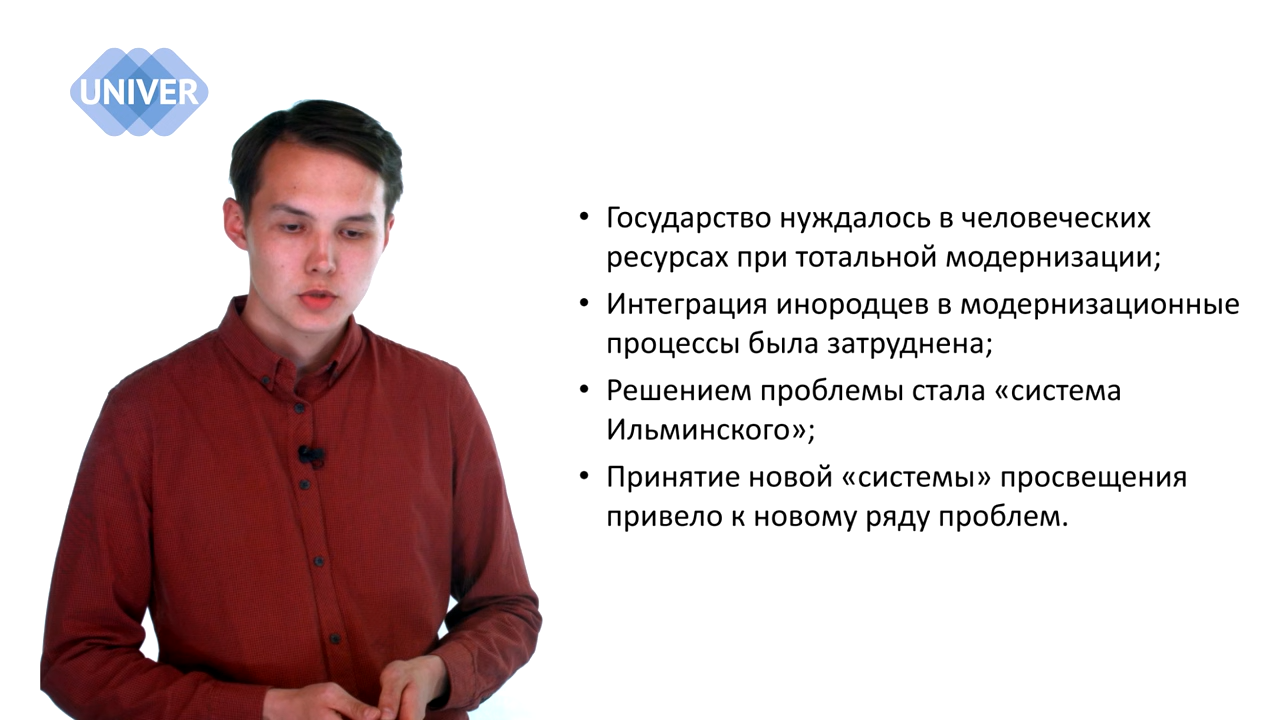 UNIVER
• Государство нуждалось в человеческих
ресурсах при тотальной модернизации;
• Интеграция инородцев в модернизационные
процессы была затруднена;
• Решением проблемы стала «система
Ильминского»;
• Принятие новой «системы» просвещения
привело к новому ряду проблем.